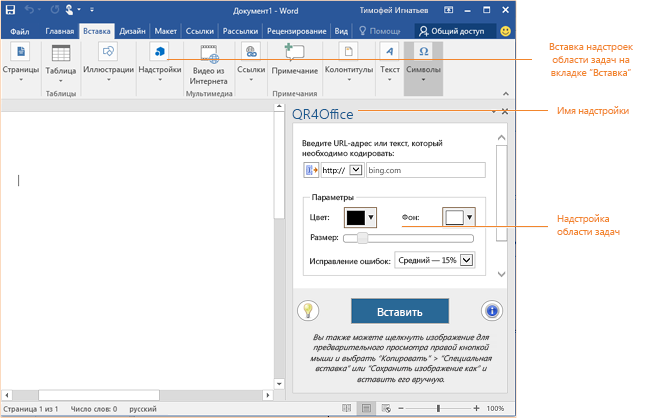 Документ1 - Word
Тимофей Игнатьев
Файл Главная Вставка Дизайн Макет Ссылки Рассылки Рецензирование Вид Помощн Общий доступ
Страницы Таблица Иллюстрации Надстройки Видео из Ссылки Примечание Колонтитулы Текст Символы
Интернета
Таблицы Мультимедиа Примечания
Вставка надстроек
области задач на
вкладке "Вставка"
QR4Office
Имя надстройки
Введите URL-адрес или текст, который
необходимо кодировать:
http:// bing.com
Параметры
Цвет: Фон:
Размер:
Исправление ошибок: Средний — 15%
Надстройка
области задач
Вставить
Вы также можете щелкнуть изображение для
предварительного просмотра правой кнопкой
мыши и выбрать "Копировать" > "Специальная
вставка" или "Сохранить изображение как" и
вставить его вручную.
Страница 1 из 1 Число слов: 0 русский 100%